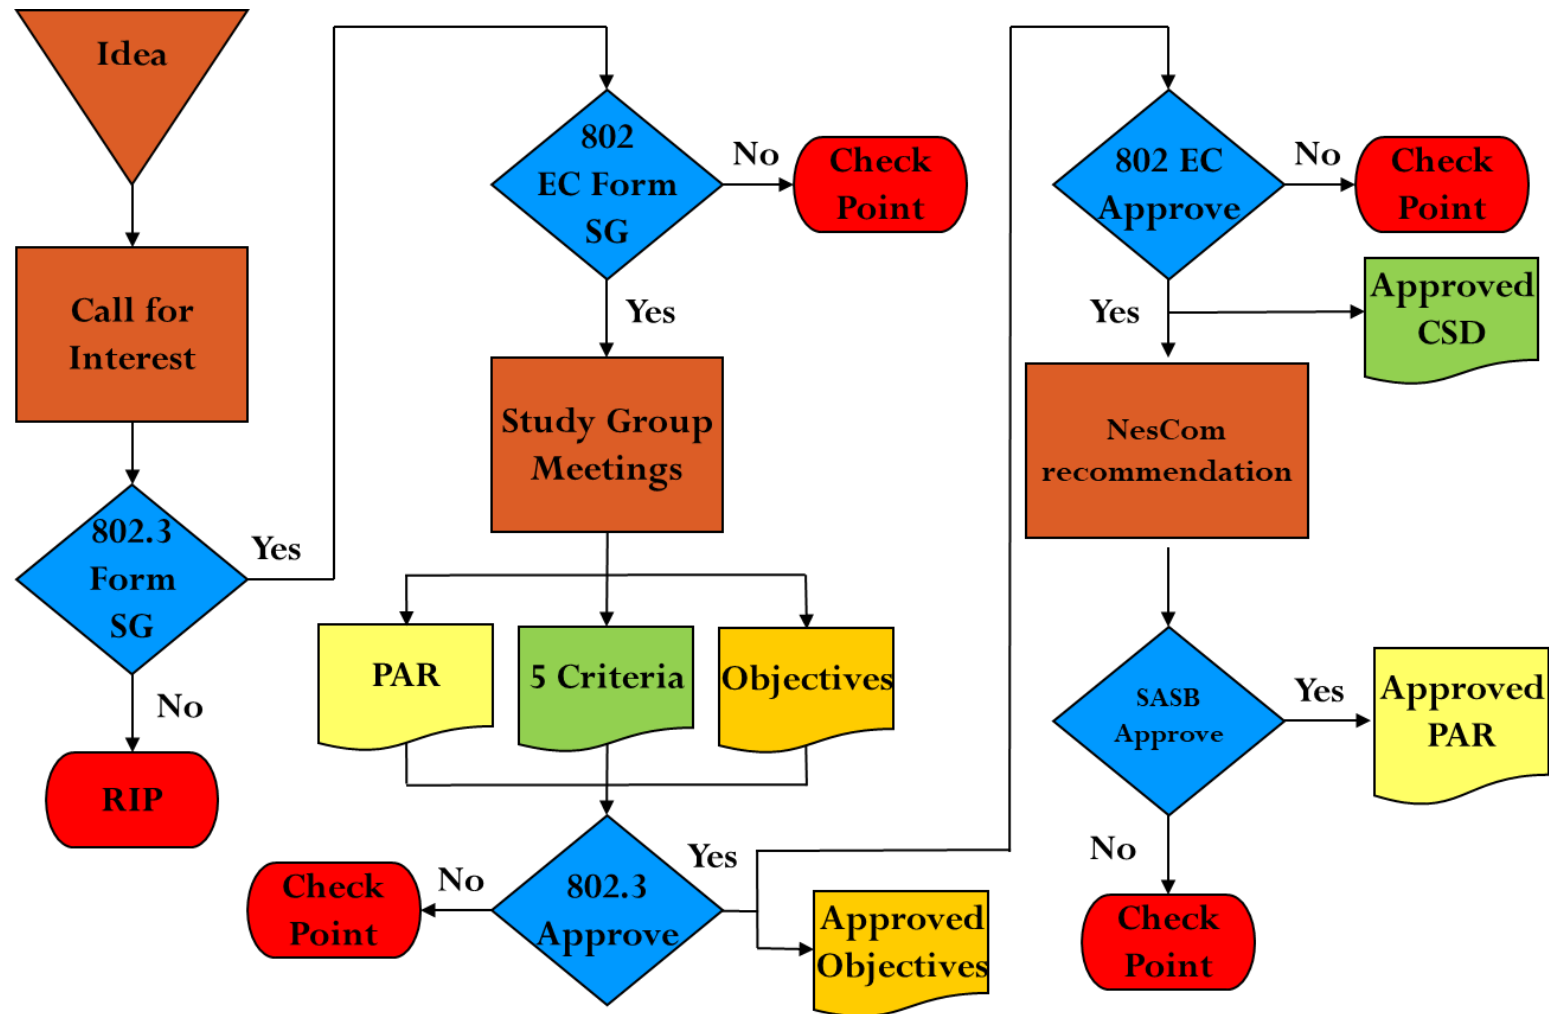 Idea
Call for
Interest
802.3
Form
SG
Yes
No
RIP
802
EC Form
SG
No
Check
Point
Yes
Study Group
Meetings
PAR
5 Criteria
Objectives
802.3
Approve
No
Check
Point
Yes
Approved
Objectives
802 EC
Approve
No
Check
Point
Yes
Approved
CSD
NesCom
recommendation
SASB
Approve
Yes
Approved
PAR
No
Check
Point